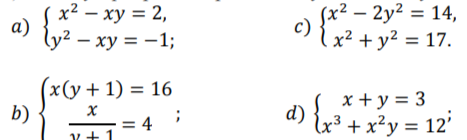 a) { x² − xy = 2,
y² − xy = −1;
b) { x(y + 1) = 16
x / (y + 1) = 4 ;
c) { x² − 2y² = 14,
x² + y² = 17.
d) { x + y = 3
x³ + x²y = 12 ;